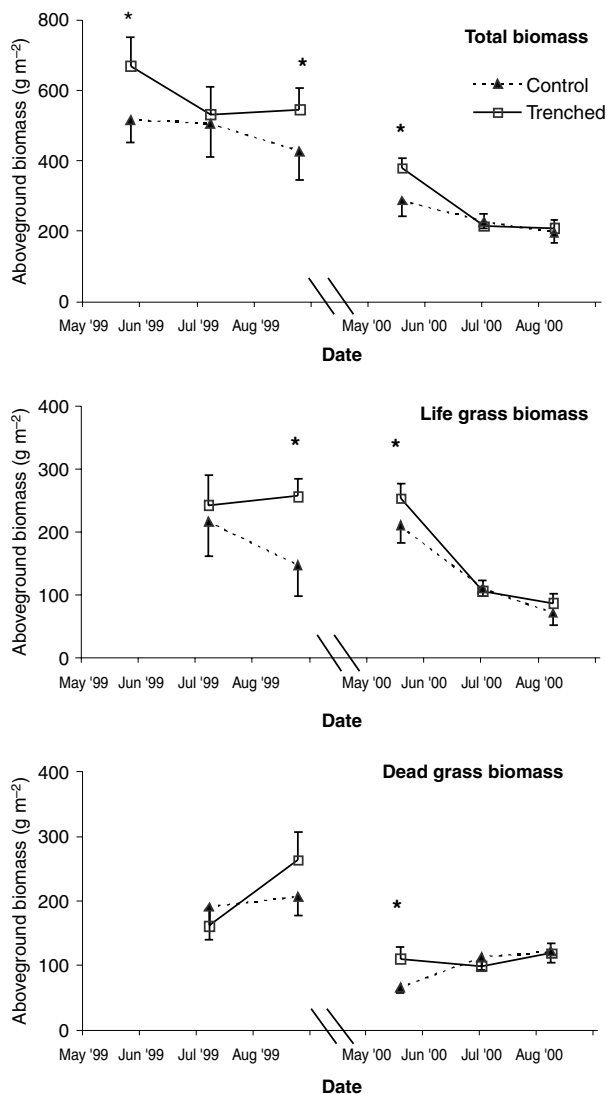 800
600
400
200
0
Aboveground biomass (g m⁻²)
*
*
*
Total biomass
Control
Trenched
May '99 Jun '99 Jul '99 Aug '99 May '00 Jun '00 Jul '00 Aug '00
Date
400
300
200
100
0
Aboveground biomass (g m⁻²)
Life grass biomass
*
*
May '99 Jun '99 Jul '99 Aug '99 May '00 Jun '00 Jul '00 Aug '00
Date
400
300
200
100
0
Aboveground biomass (g m⁻²)
Dead grass biomass
*
May '99 Jun '99 Jul '99 Aug '99 May '00 Jun '00 Jul '00 Aug '00
Date